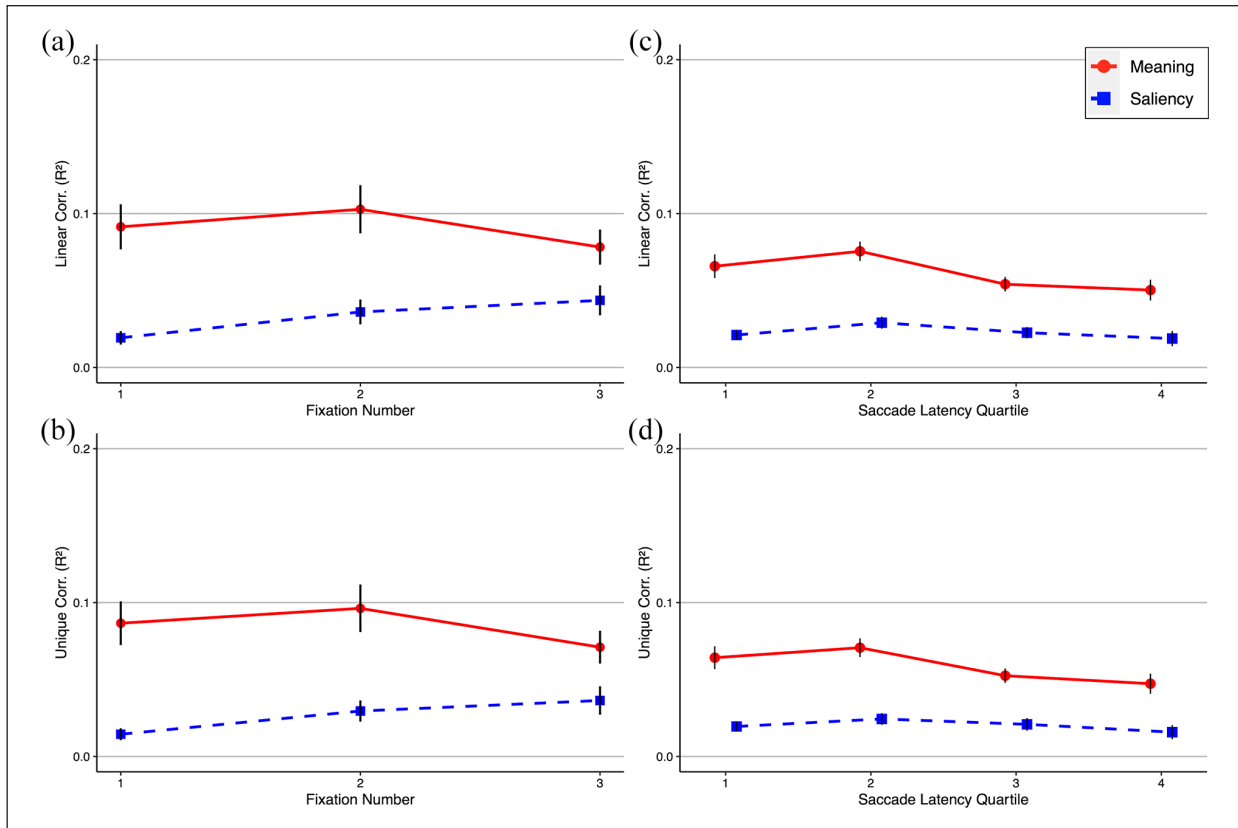 (a)
0.2
0.1
0.0
Linear Corr. (R²)
1 2 3
Fixation Number
(c)
0.2
0.1
0.0
Linear Corr. (R²)
1 2 3 4
Saccade Latency Quartile
Meaning
Saliency
(b)
0.2
0.1
0.0
Unique Corr. (R²)
1 2 3
Fixation Number
(d)
0.2
0.1
0.0
Unique Corr. (R²)
1 2 3 4
Saccade Latency Quartile